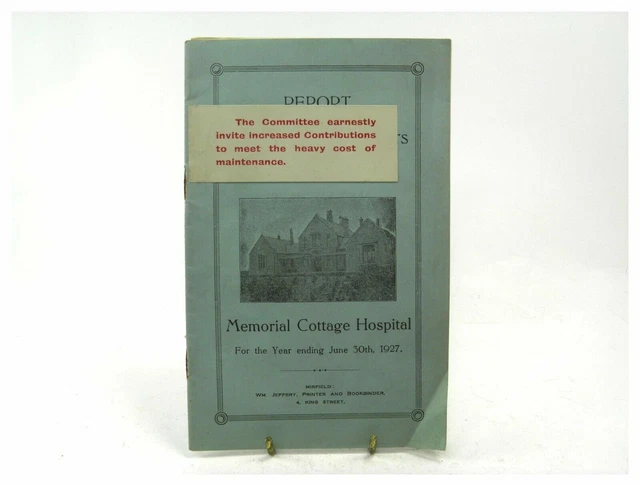 REPORT
The Committee earnestly
invite increased Contributions
to meet the heavy cost of
maintenance.
Memorial Cottage Hospital
For the Year ending June 30th, 1927.
MIRFIELD:
WM. JEFFERY, PRINTER AND BOOKBINDER,
4, KING STREET.